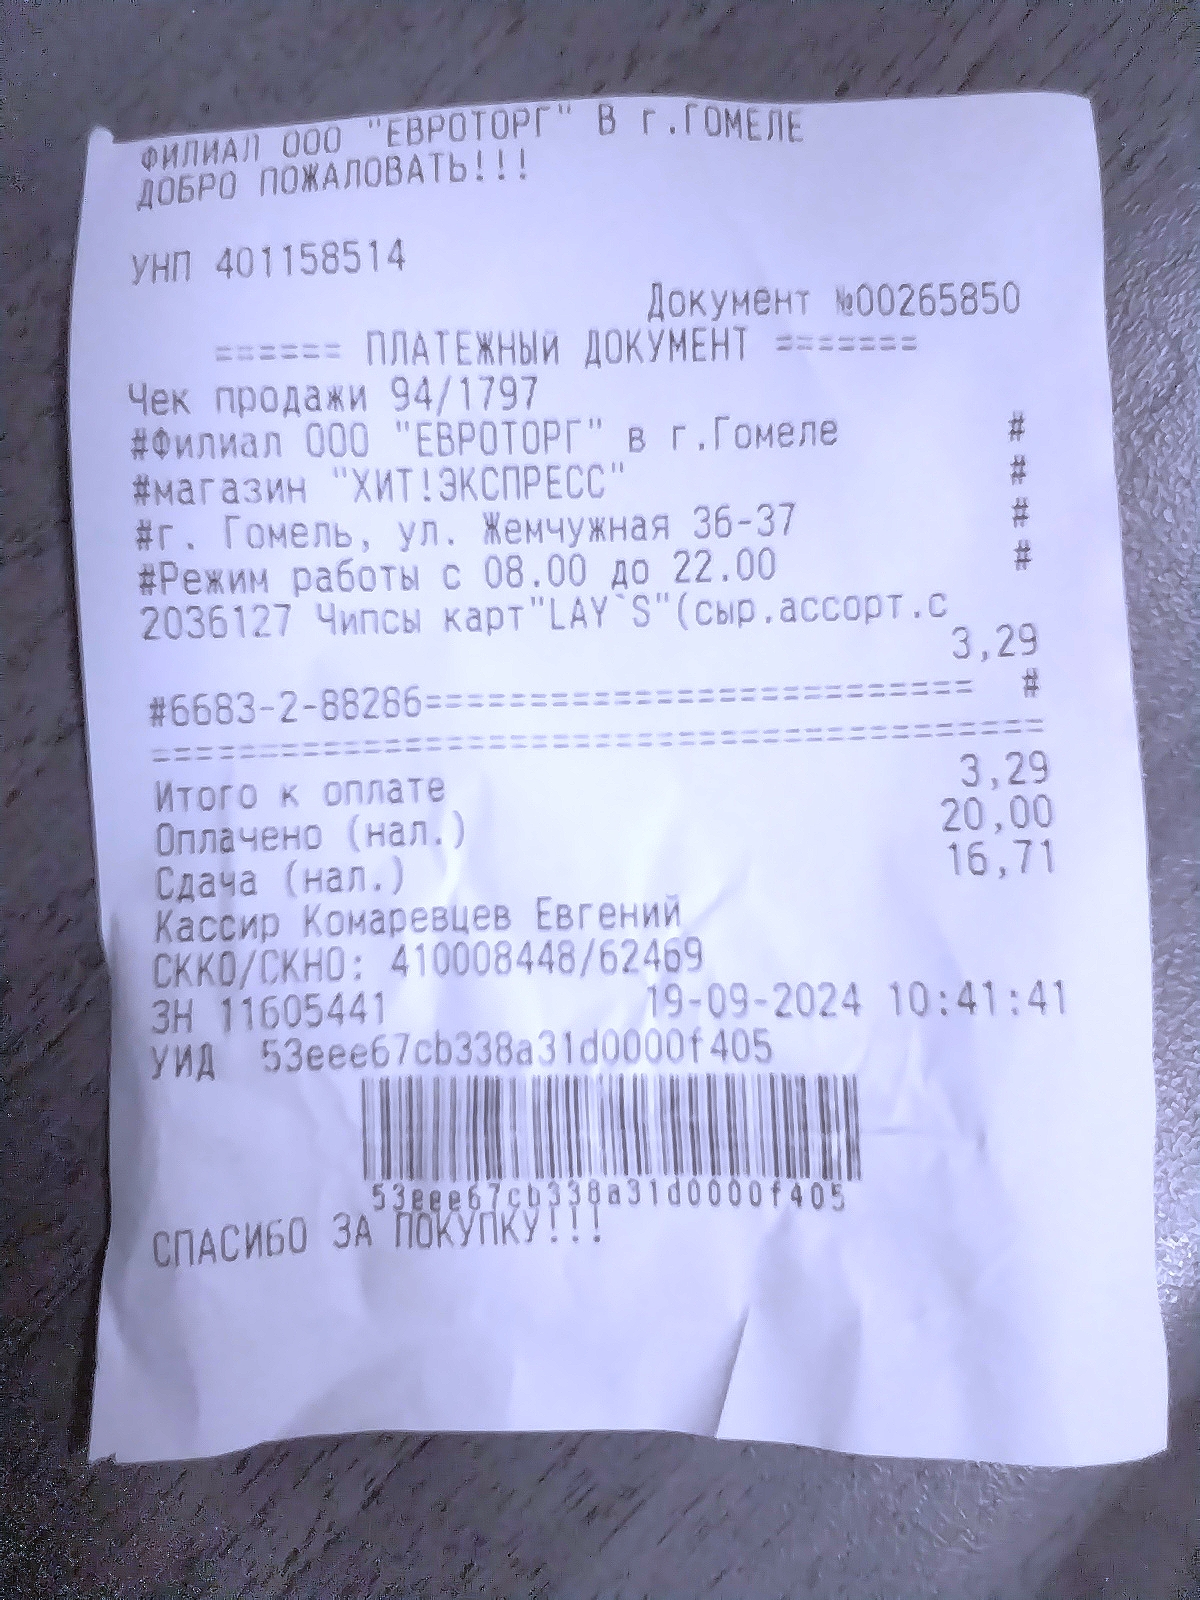 ФИЛИАЛ ООО "ЕВРОТОРГ" В г.ГОМЕЛЕ
ДОБРО ПОЖАЛОВАТЬ!!!
УНП 401158514
Документ №00265850
====== ПЛАТЕЖНЫЙ ДОКУМЕНТ =======
Чек продажи 94/1797
#Филиал ООО "ЕВРОТОРГ" в г.Гомеле #
#магазин "ХИТ!ЭКСПРЕСС" #
#г. Гомель, ул. Жемчужная 36-37 #
#Режим работы с 08.00 до 22.00 #
2036127 Чипсы карт"LAY`S"(сыр.ассорт.с
3,29
#6683-2-88286========================== #
===========================================
Итого к оплате 3,29
Оплачено (нал.) 20,00
Сдача (нал.) 16,71
Кассир Комаревцев Евгений
СККО/СКНО: 410008448/62469
ЗН 11605441 19-09-2024 10:41:41
УИД 53eee67cb338a31d0000f405
53eee67cb338a31d0000f405
СПАСИБО ЗА ПОКУПКУ!!!